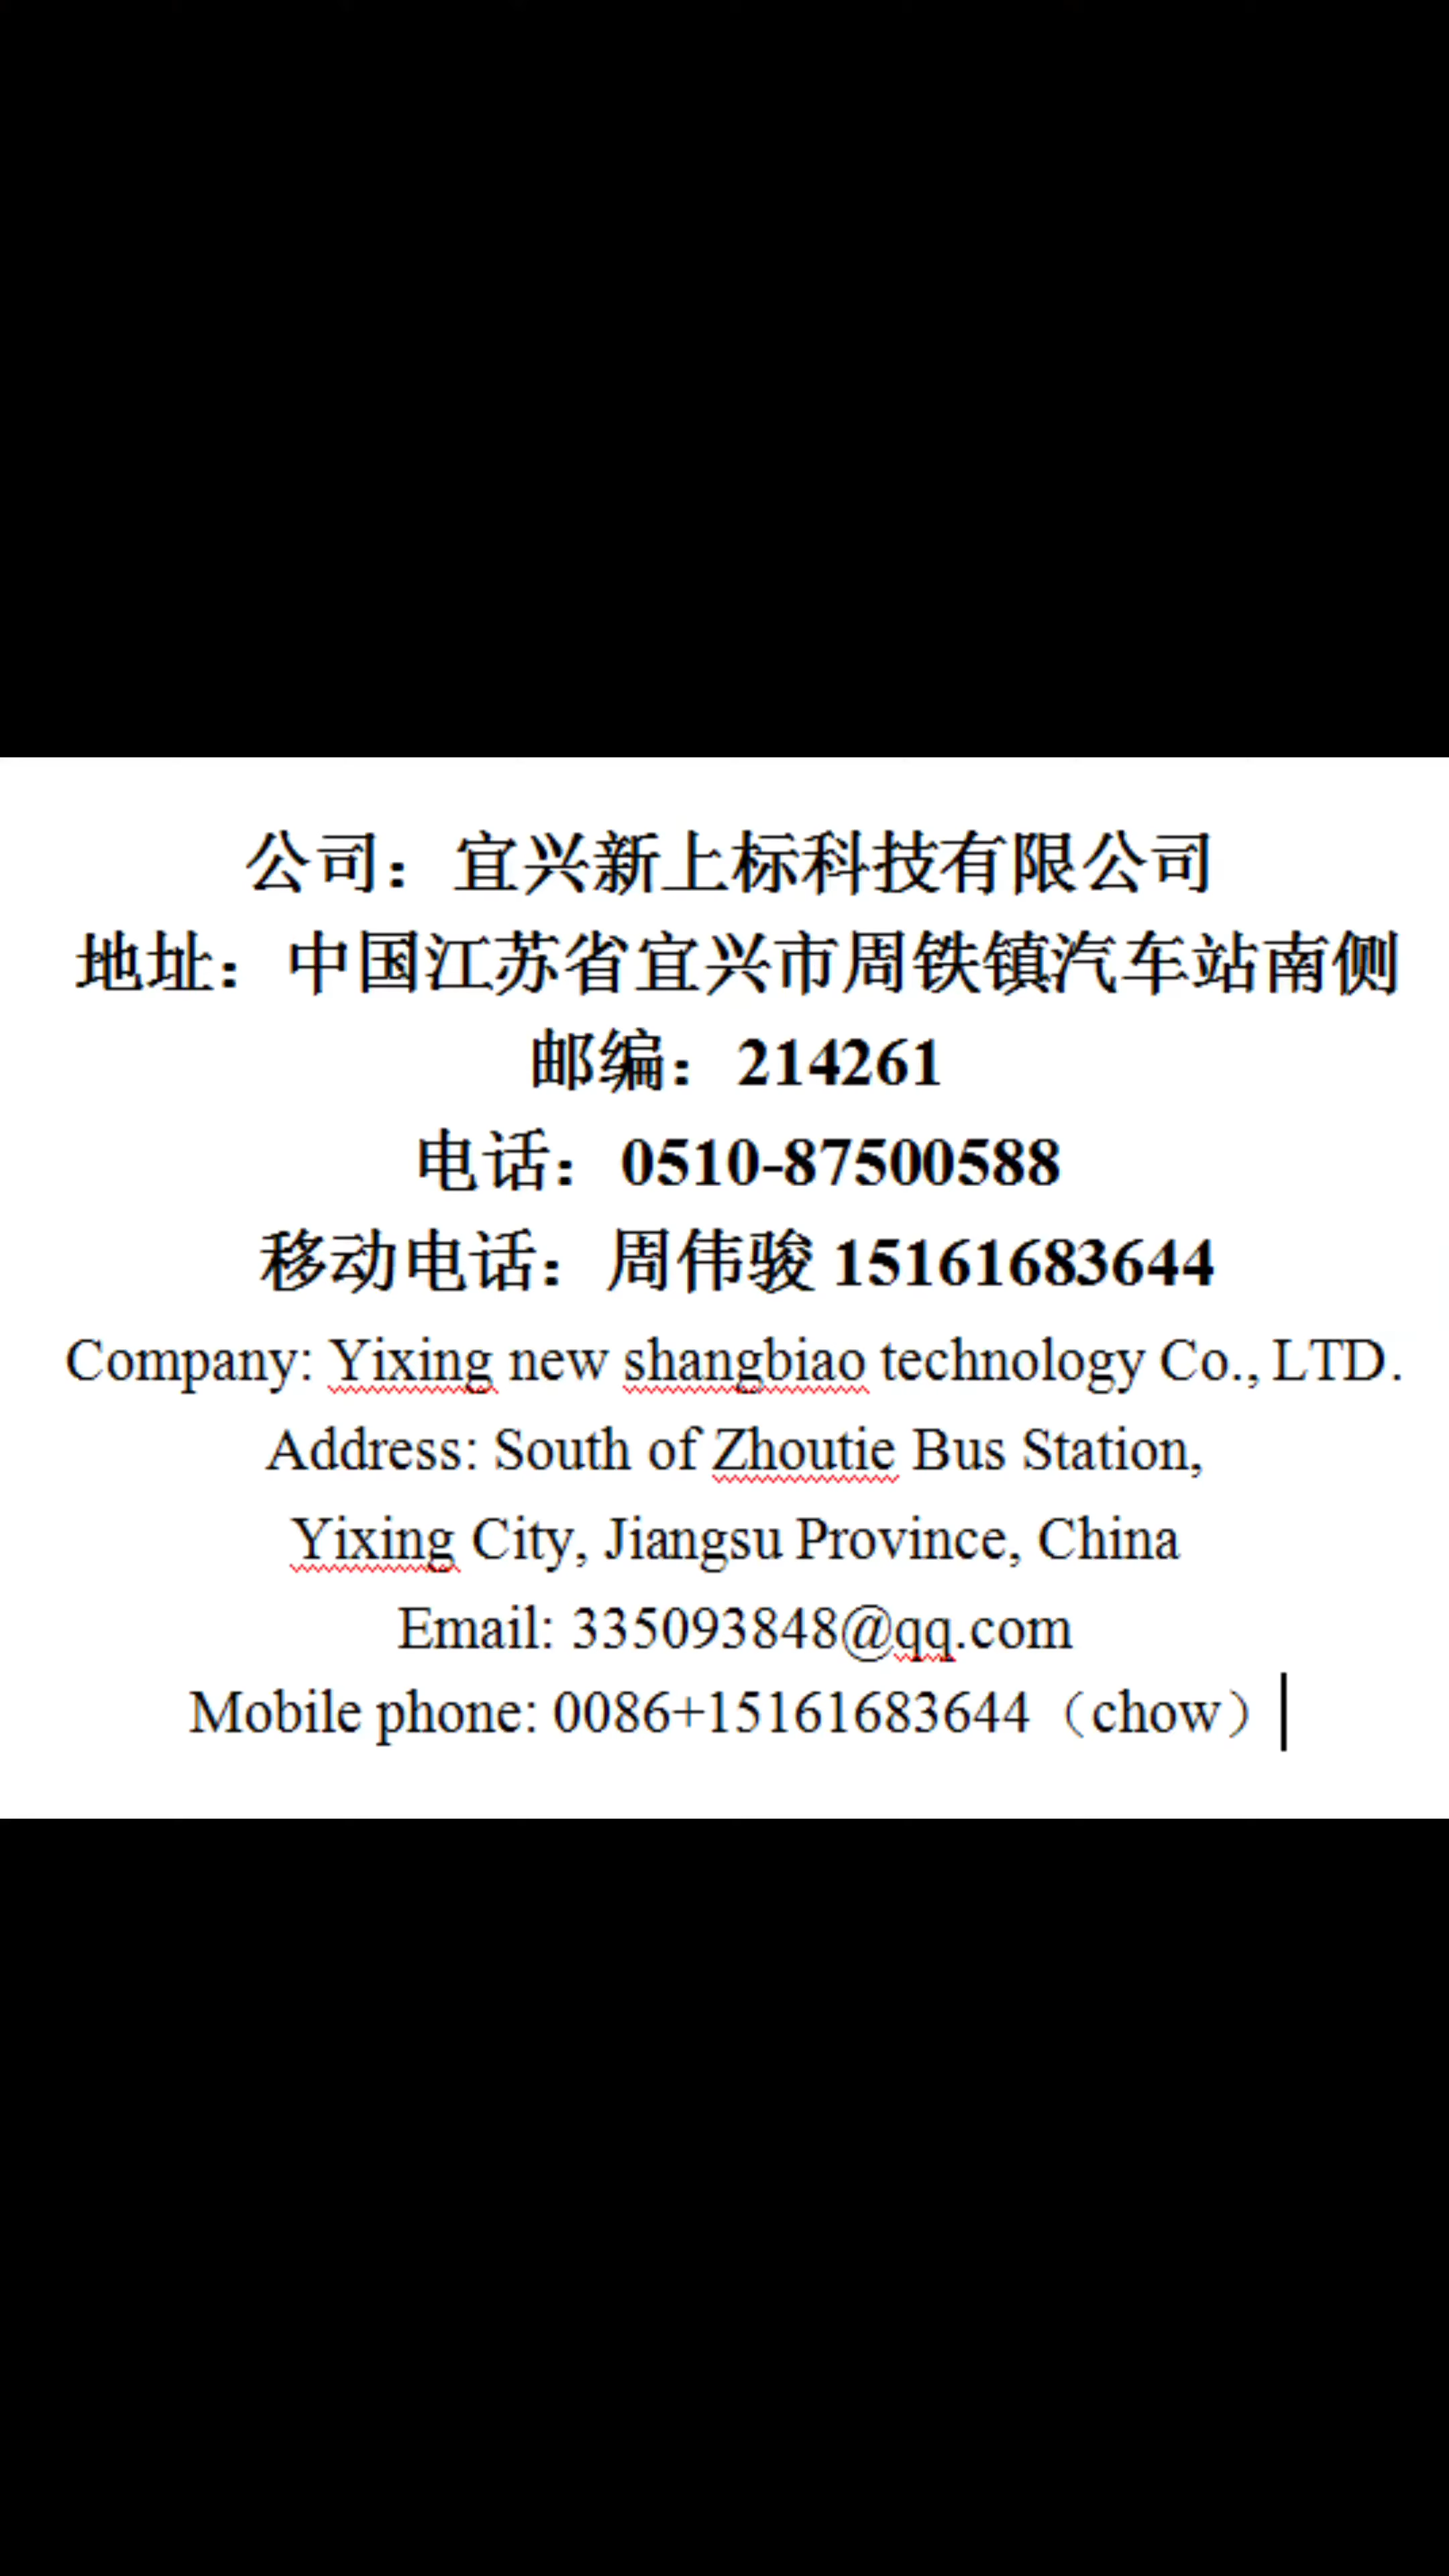 公司：宜兴新上标科技有限公司
地址：中国江苏省宜兴市周铁镇汽车站南侧
邮编：214261
电话：0510-87500588
移动电话：周伟骏 15161683644
Company: Yixing new shangbiao technology Co., LTD.
Address: South of Zhoutie Bus Station,
Yixing City, Jiangsu Province, China
Email: 335093848@qq.com
Mobile phone: 0086+15161683644（chow）